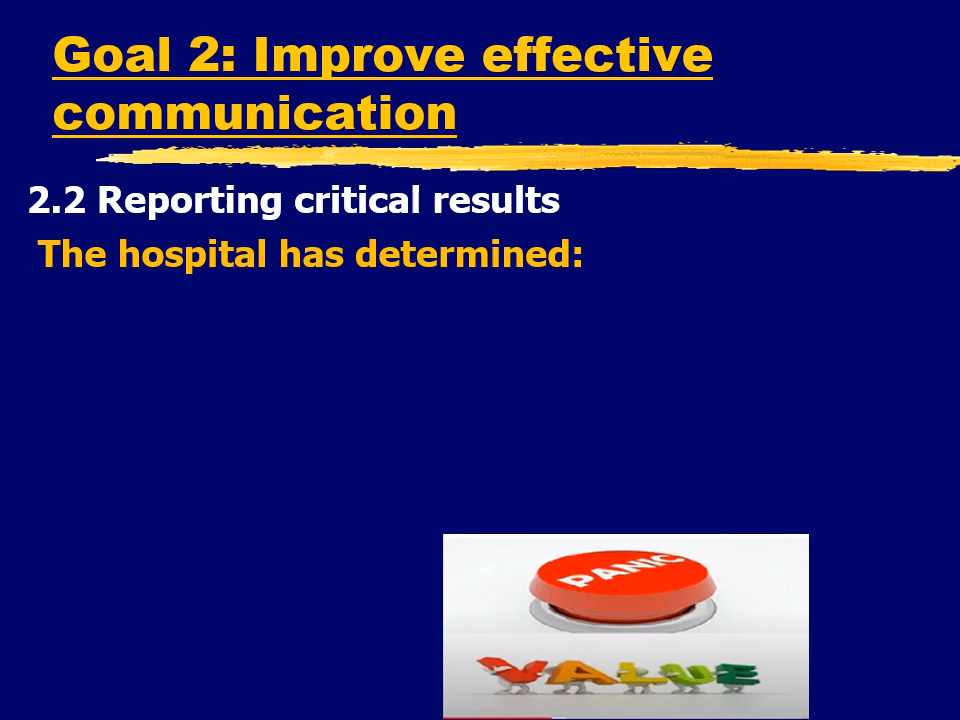 Goal 2: Improve effective
communication
2.2 Reporting critical results
The hospital has determined:
PANIC
VALUE